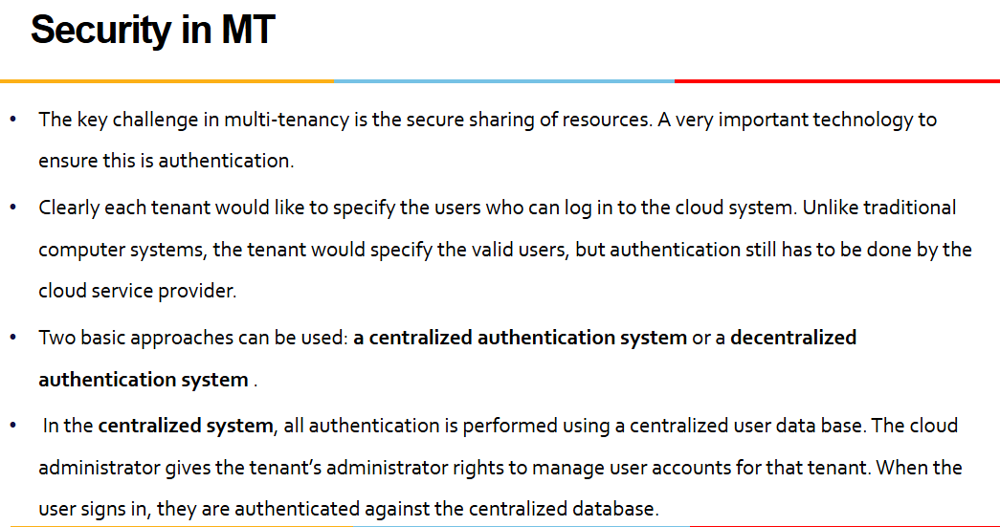 Security in MT
• The key challenge in multi-tenancy is the secure sharing of resources. A very important technology to
ensure this is authentication.
• Clearly each tenant would like to specify the users who can log in to the cloud system. Unlike traditional
computer systems, the tenant would specify the valid users, but authentication still has to be done by the
cloud service provider.
• Two basic approaches can be used: a centralized authentication system or a decentralized
authentication system .
• In the centralized system, all authentication is performed using a centralized user data base. The cloud
administrator gives the tenant’s administrator rights to manage user accounts for that tenant. When the
user signs in, they are authenticated against the centralized database.